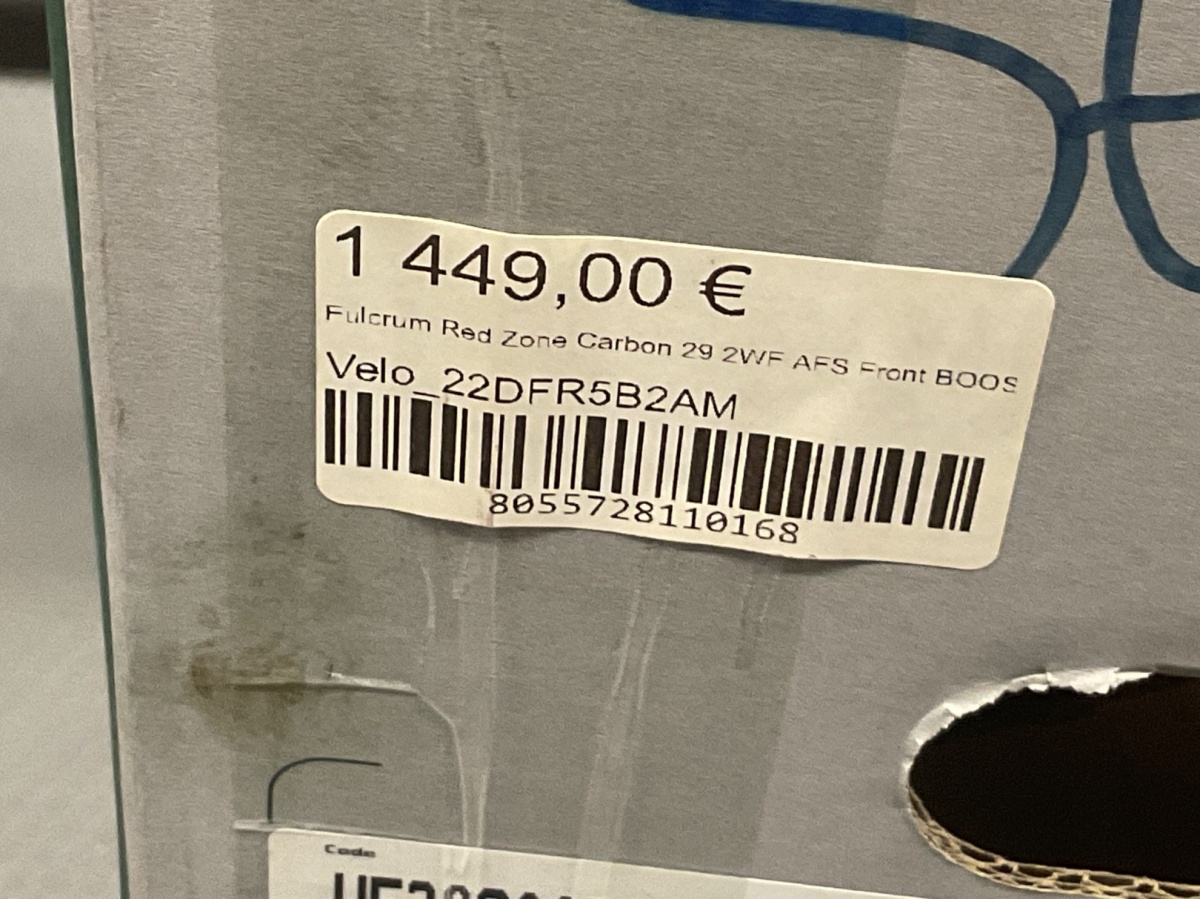 1 449,00 €
Fulcrum Red Zone Carbon 29 2WF AFS Front BOOS
Velo_22DFR5B2AM
8055728110168
Code